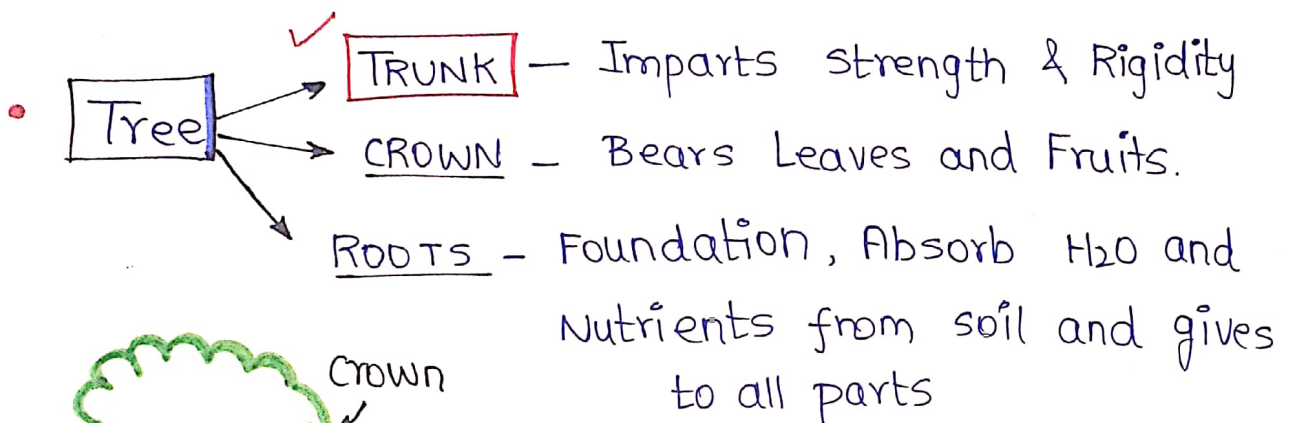 Tree
TRUNK – Imparts Strength & Rigidity
CROWN – Bears Leaves and Fruits.
ROOTS – Foundation, Absorb H2O and
Nutrients from soil and gives
to all parts
Crown